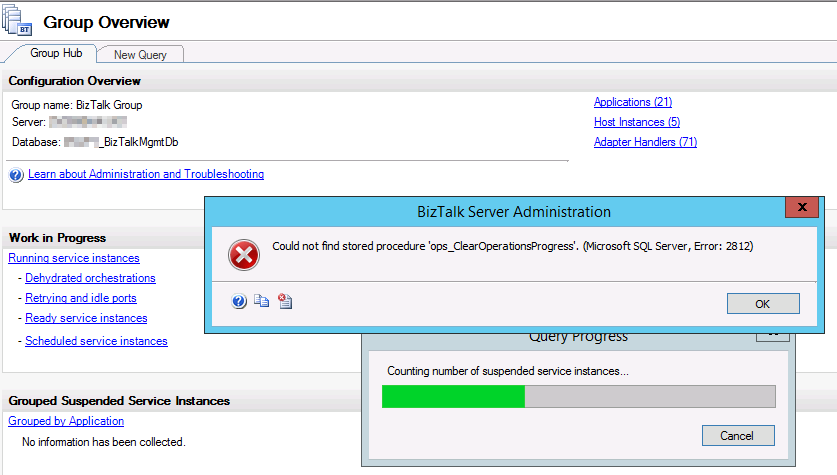 BT
Group Overview
Group Hub
New Query
Configuration Overview
Group name: BizTalk Group
Server:
Database: _BizTalkMgmtDb
Applications (21)
Host Instances (5)
Adapter Handlers (71)
Learn about Administration and Troubleshooting
BizTalk Server Administration
x
Could not find stored procedure 'ops_ClearOperationsProgress'. (Microsoft SQL Server, Error: 2812)
OK
Work in Progress
Running service instances
- Dehydrated orchestrations
- Retrying and idle ports
- Ready service instances
- Scheduled service instances
Query Progress
Counting number of suspended service instances...
Cancel
Grouped Suspended Service Instances
Grouped by Application
No information has been collected.